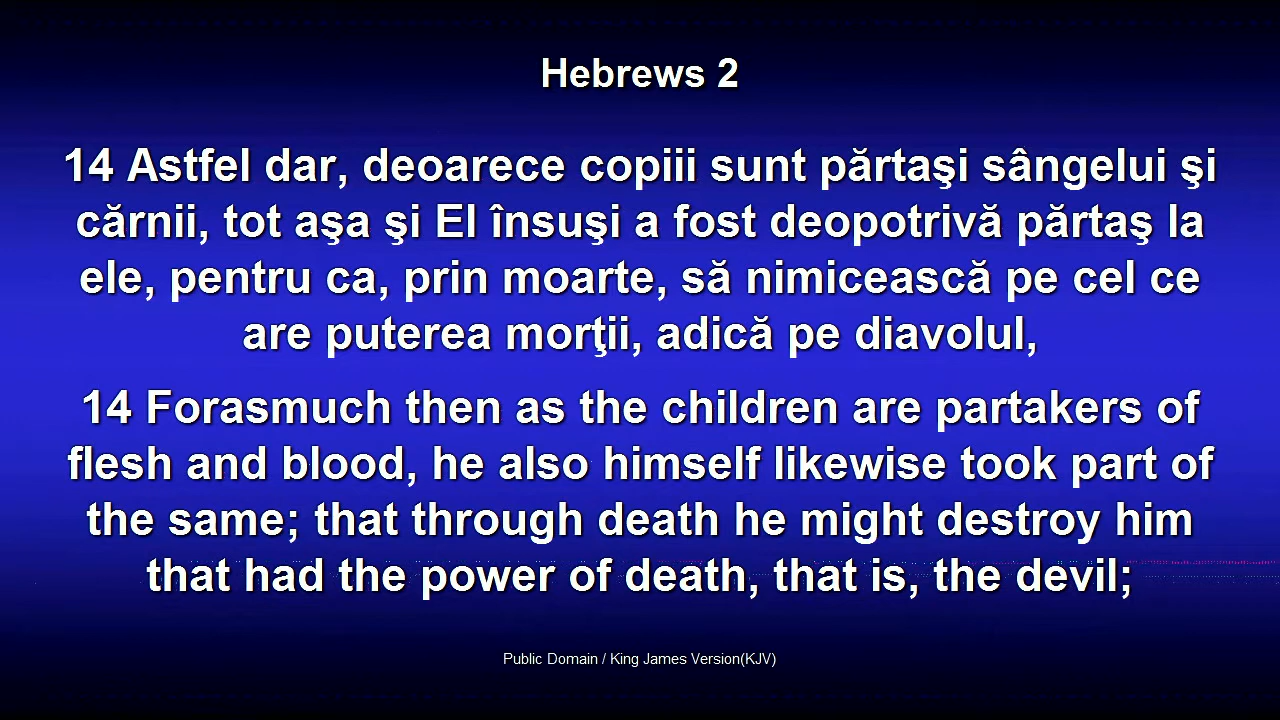 Hebrews 2
14 Astfel dar, deoarece copiii sunt părtaşi sângelui şi
cărnii, tot aşa şi El însuşi a fost deopotrivă părtaş la
ele, pentru ca, prin moarte, să nimicească pe cel ce
are puterea morţii, adică pe diavolul,
14 Forasmuch then as the children are partakers of
flesh and blood, he also himself likewise took part of
the same; that through death he might destroy him
that had the power of death, that is, the devil;
Public Domain / King James Version(KJV)